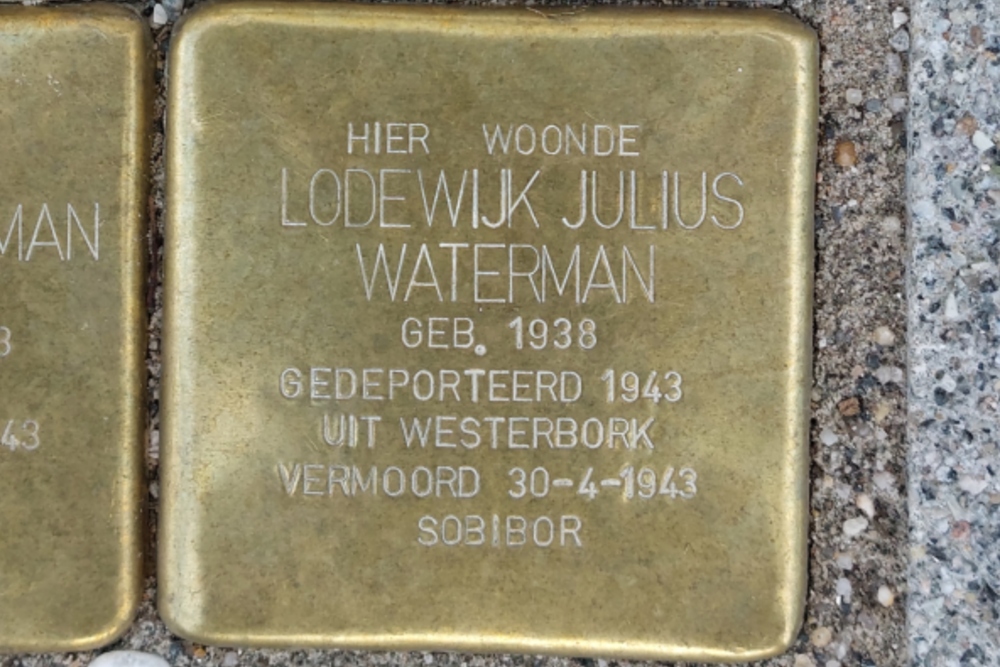 HIER WOONDE
LODEWIJK JULIUS
WATERMAN
GEB. 1938
GEDEPORTEERD 1943
UIT WESTERBORK
VERMOORD 30-4-1943
SOBIBOR